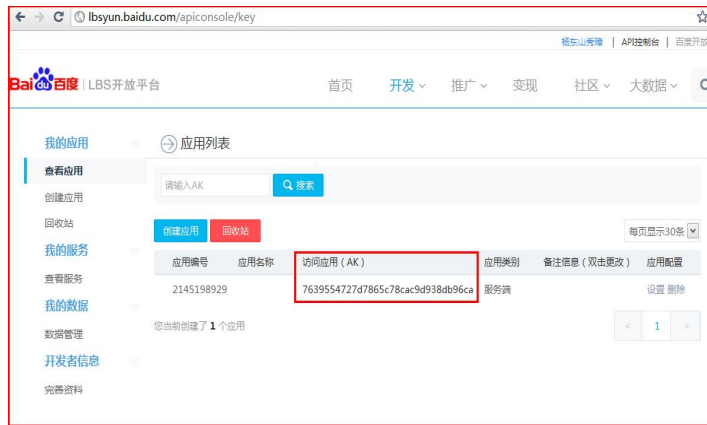 lbsyun.baidu.com/apiconsole/key
杨东山秀璋 | API控制台 | 百度开放
Bai du 百度 | LBS开放平台
首页 开发 推广 变现 社区 大数据
我的应用
查看应用
创建应用
回收站
我的服务
查看服务
我的数据
数据管理
开发者信息
完善资料
应用列表
请输入AK 搜索
创建应用 回收站 每页显示30条
应用编号 应用名称 访问应用（AK） 应用类别 备注信息（双击更改） 应用配置
2145198929 7639554727d7865c78cac9d938db96ca 服务端 设置 删除
您当前创建了 1 个应用
< 1 >